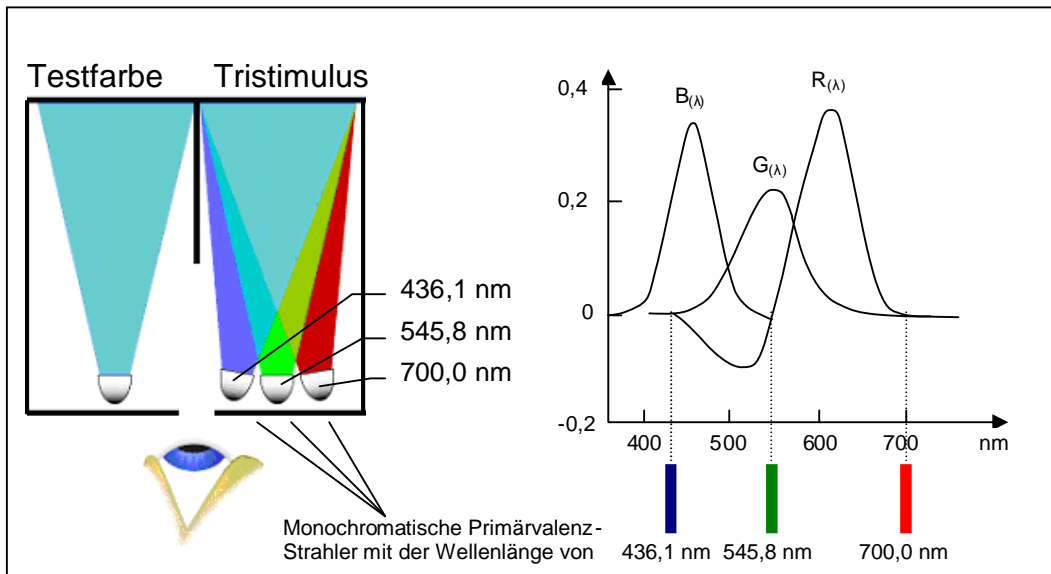 Testfarbe
Tristimulus
436,1 nm
545,8 nm
700,0 nm
Monochromatische Primärvalenz-
Strahler mit der Wellenlänge von
0,4
0,2
0
-0,2
B(λ)
G(λ)
R(λ)
400
500
600
700
nm
436,1 nm
545,8 nm
700,0 nm